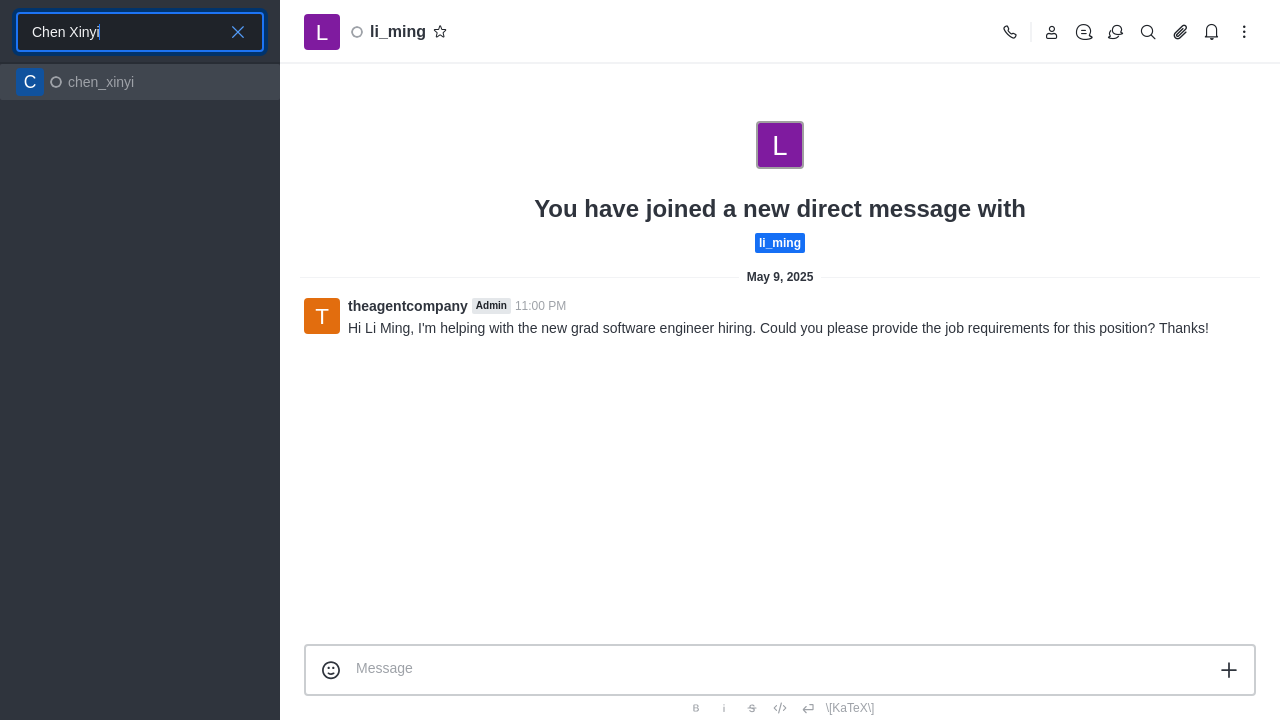 Chen Xinyi
C chen_xinyi
L li_ming
L
You have joined a new direct message with
li_ming
May 9, 2025
T theagentcompany Admin 11:00 PM
Hi Li Ming, I'm helping with the new grad software engineer hiring. Could you please provide the job requirements for this position? Thanks!
Message
B i S </> \[KaTeX\]